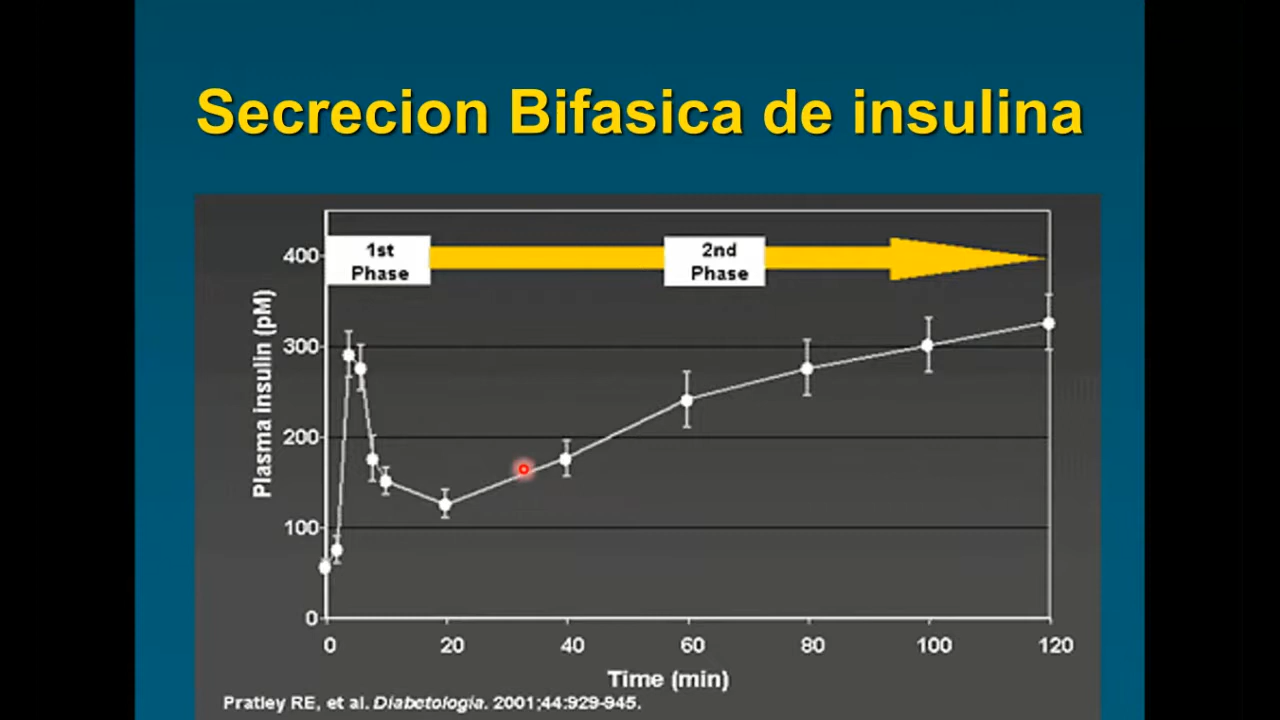 Secrecion Bifasica de insulina
1st
Phase
2nd
Phase
400
300
200
100
0
Plasma insulin (pM)
0 20 40 60 80 100 120
Time (min)
Pratley RE, et al. Diabetologia. 2001;44:929-945.